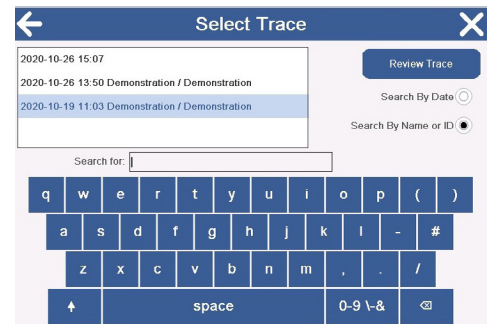 Select Trace
2020-10-26 15:07
2020-10-26 13:50 Demonstration / Demonstration
2020-10-19 11:03 Demonstration / Demonstration
Review Trace
Search By Date
Search By Name or ID
Search for:
q w e r t y u i o p ( )
a s d f g h j k l - #
z x c v b n m , . /
space 0-9 \-&